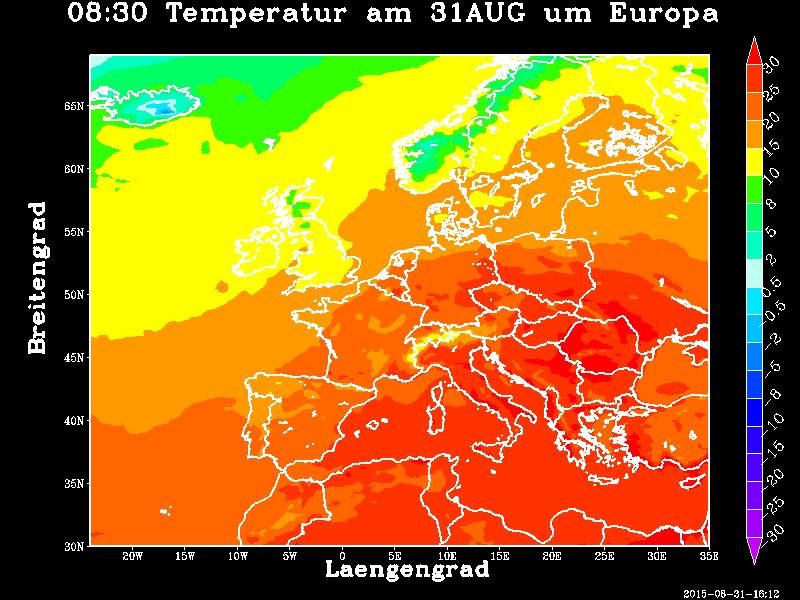 08:30 Temperatur am 31AUG um Europa
65N
60N
55N
50N
45N
40N
35N
30N
Breitengrad
20W
15W
10W
5W
0
5E
10E
15E
20E
25E
30E
35E
Laengengrad
30
25
20
15
10
8
5
2
0.5
-0.5
-2
-5
-8
-10
-15
-20
-25
-30
2015-08-31-16:12